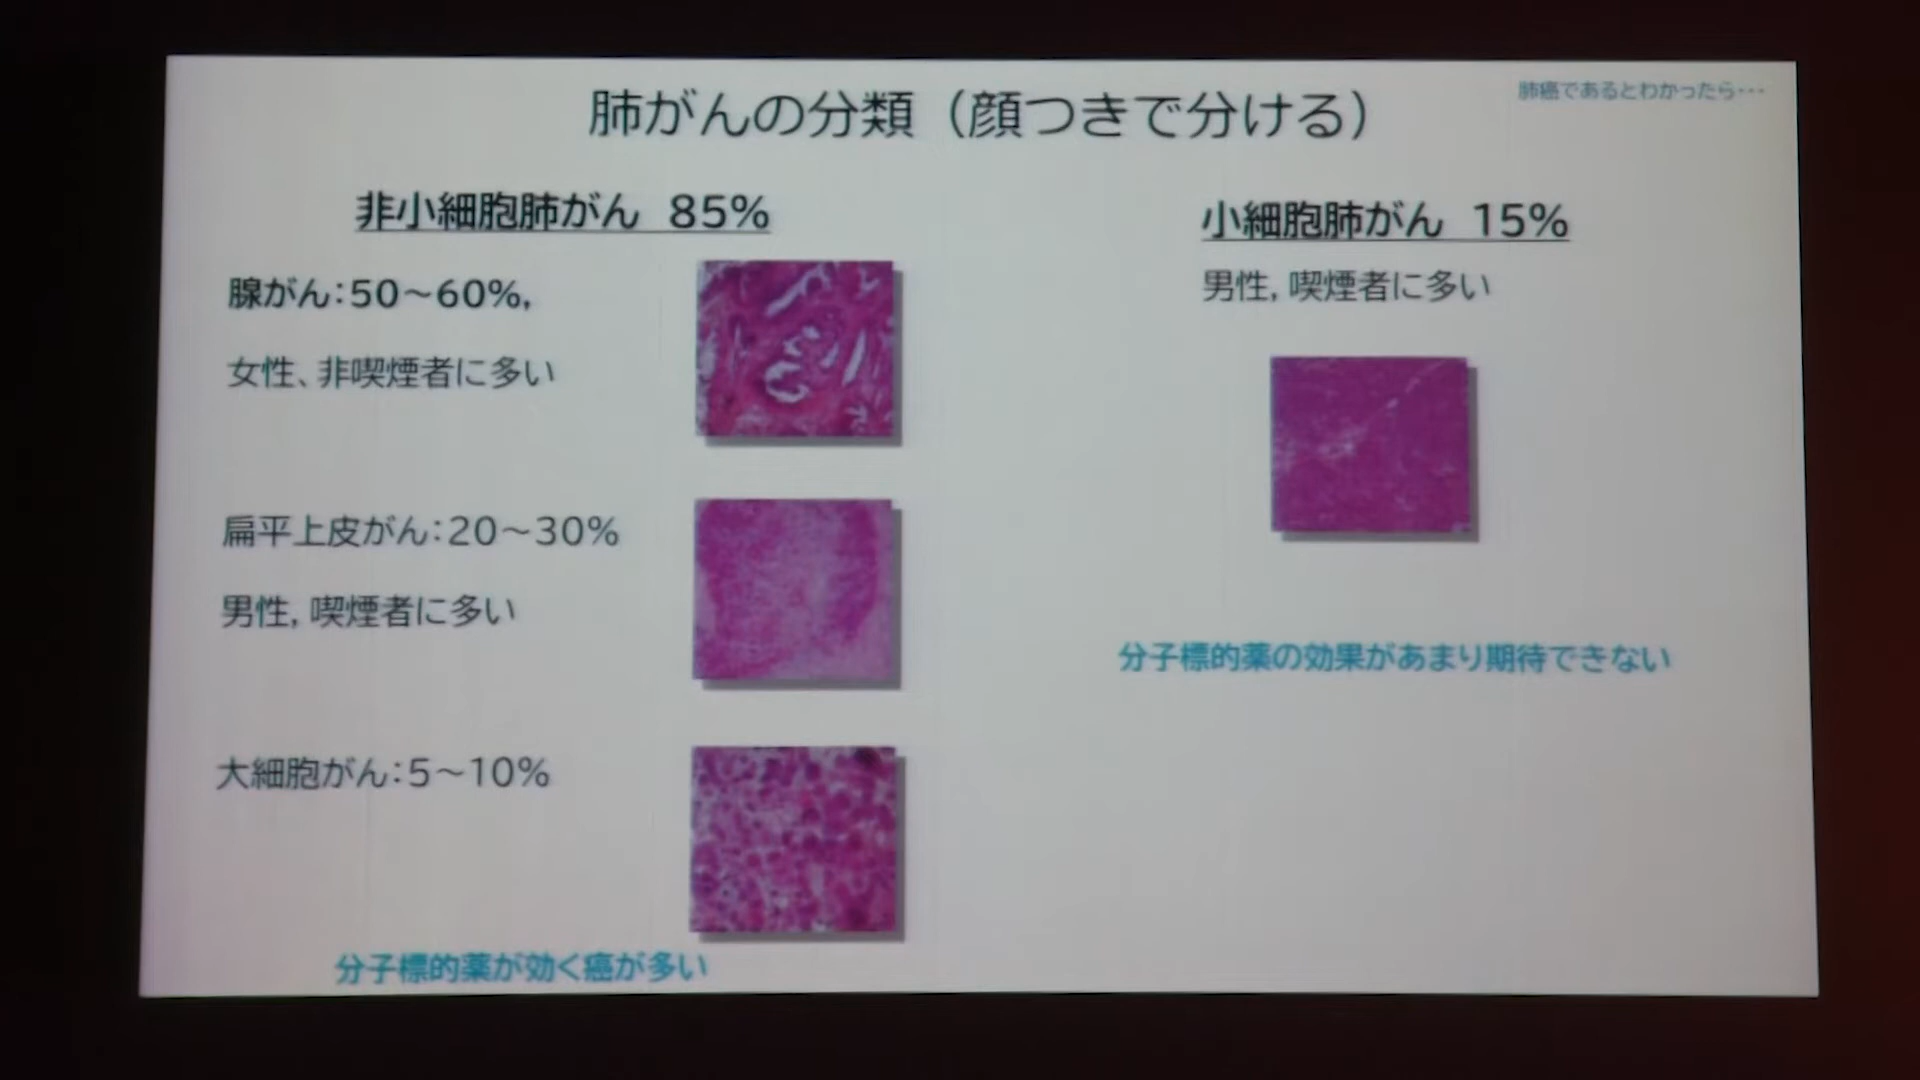 肺癌であるとわかったら･･･
肺がんの分類（顔つきで分ける）
非小細胞肺がん 85%
腺がん：50～60%,
女性、非喫煙者に多い
扁平上皮がん：20～30%
男性, 喫煙者に多い
大細胞がん：5～10%
分子標的薬が効く癌が多い
小細胞肺がん 15%
男性, 喫煙者に多い
分子標的薬の効果があまり期待できない